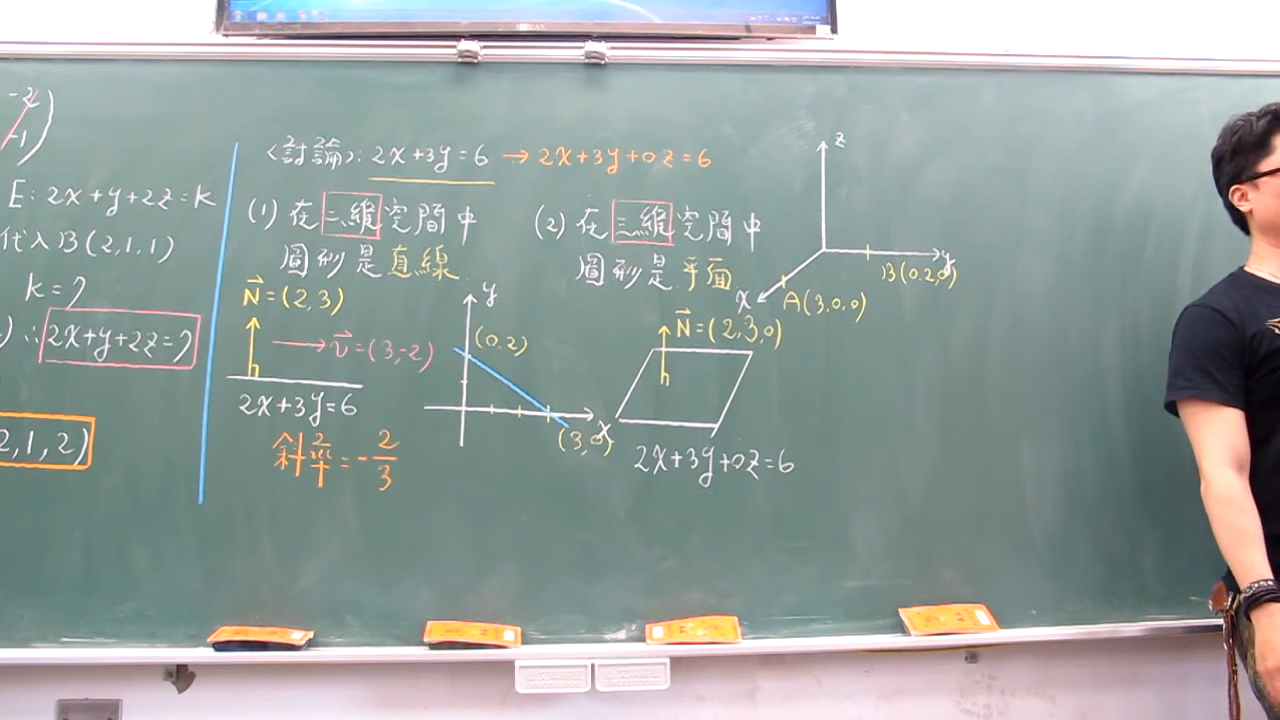 -2
-1)
E: 2x+y+2z=k
代入B(2,1,1)
k=7
) ∴ 2x+y+2z=7
2,1,2)
<討論>: 2x+3y=6 → 2x+3y+0z=6
(1) 在二維空間中
圖形是直線
N⃗=(2,3)
v⃗=(3,-2)
2x+3y=6
斜率=-2/3
y
(0.2)
x
(3,0)
(2) 在三維空間中
圖形是平面
N⃗=(2,3,0)
2x+3y+0z=6
z
y
x
A(3,0,0)
B(0.2,0)